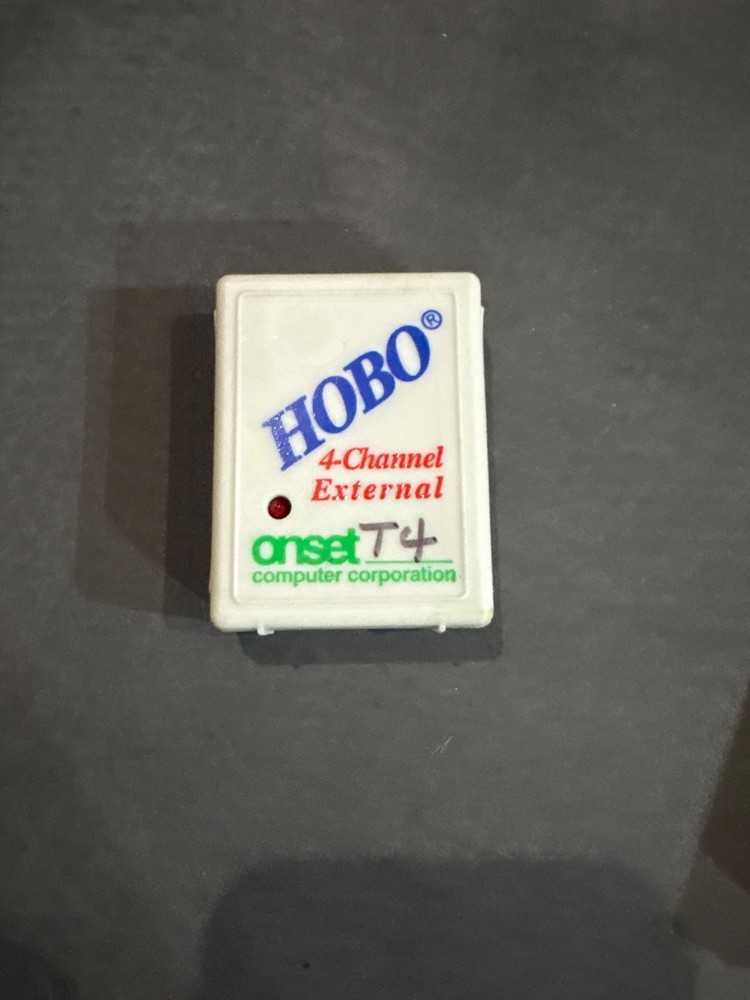 HOBO®
4-Channel
External
onset T4
computer corporation